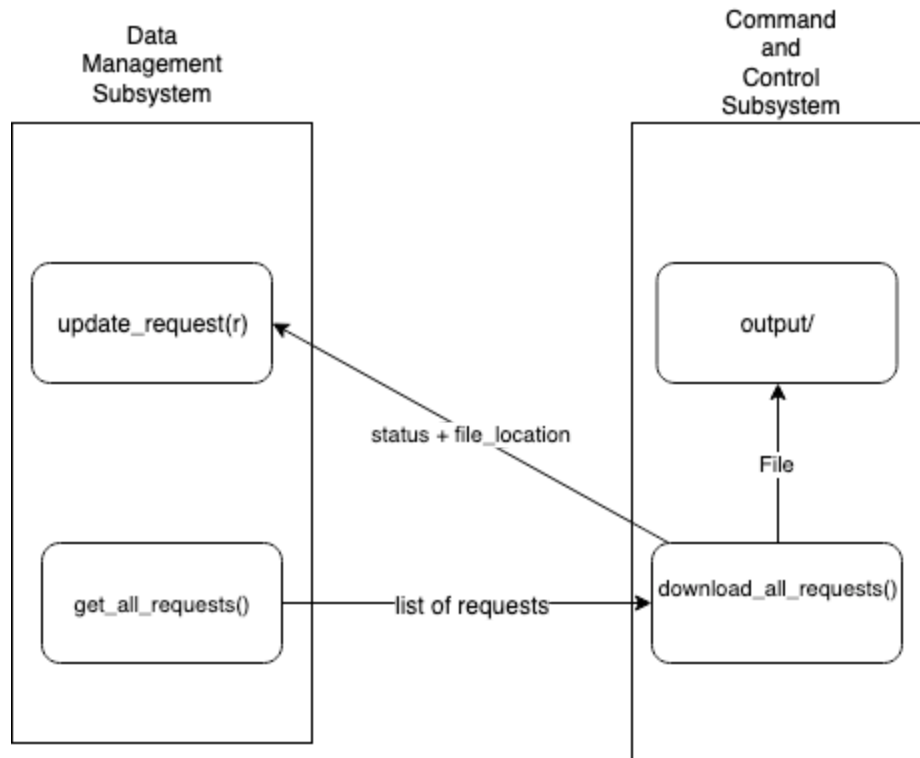 Data
Management
Subsystem
Command
and
Control
Subsystem
update_request(r)
output/
status + file_location
File
get_all_requests()
list of requests
download_all_requests()